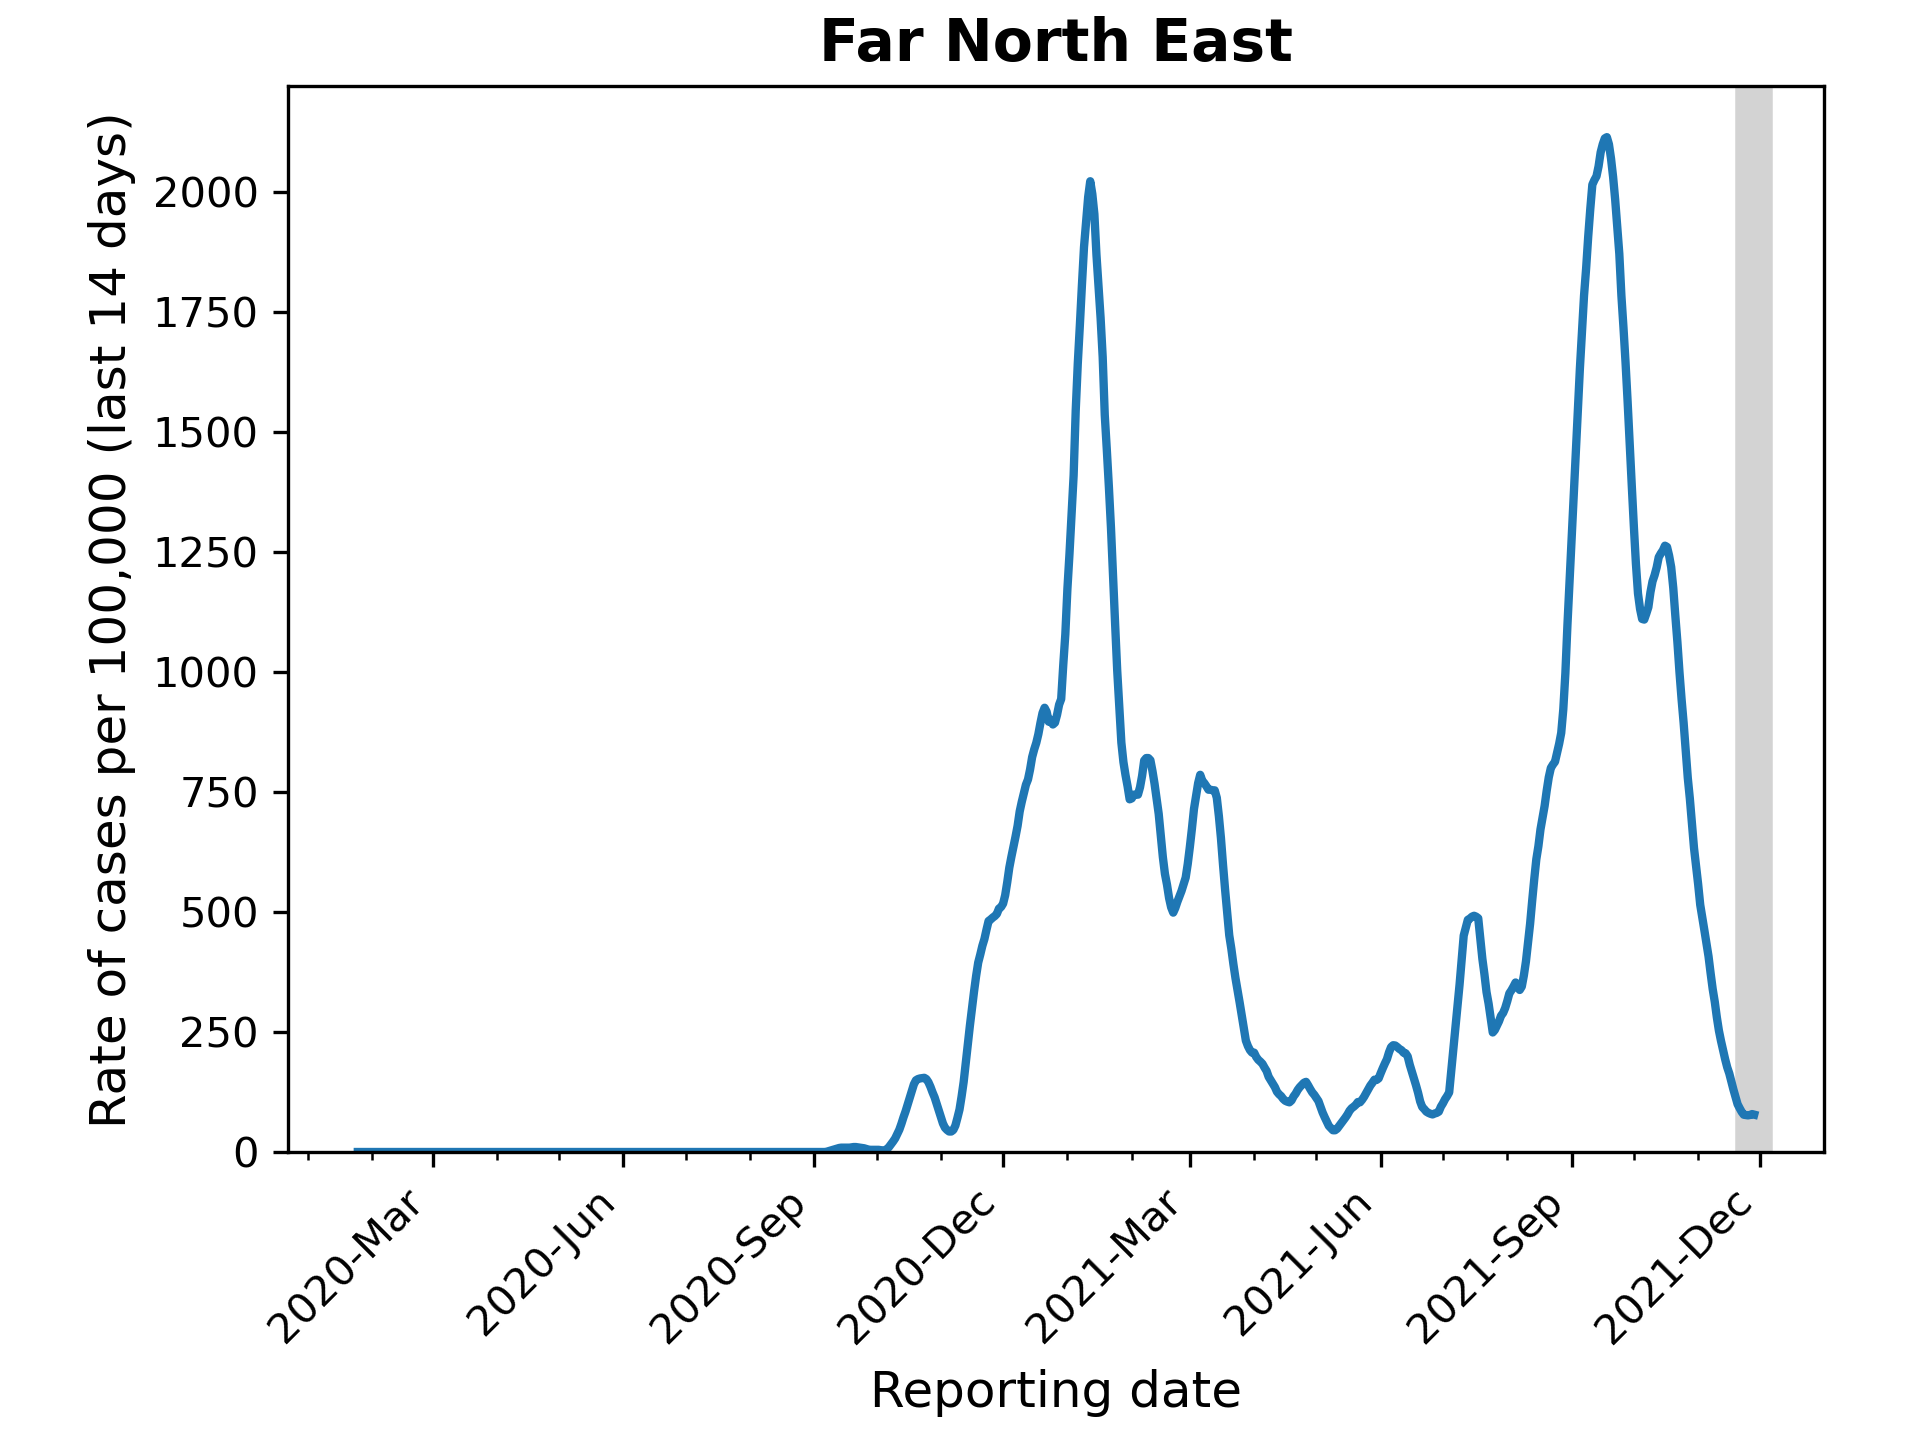 Far North East
Rate of cases per 100,000 (last 14 days)
2000
1750
1500
1250
1000
750
500
250
0
2020-Mar
2020-Jun
2020-Sep
2020-Dec
2021-Mar
2021-Jun
2021-Sep
2021-Dec
Reporting date